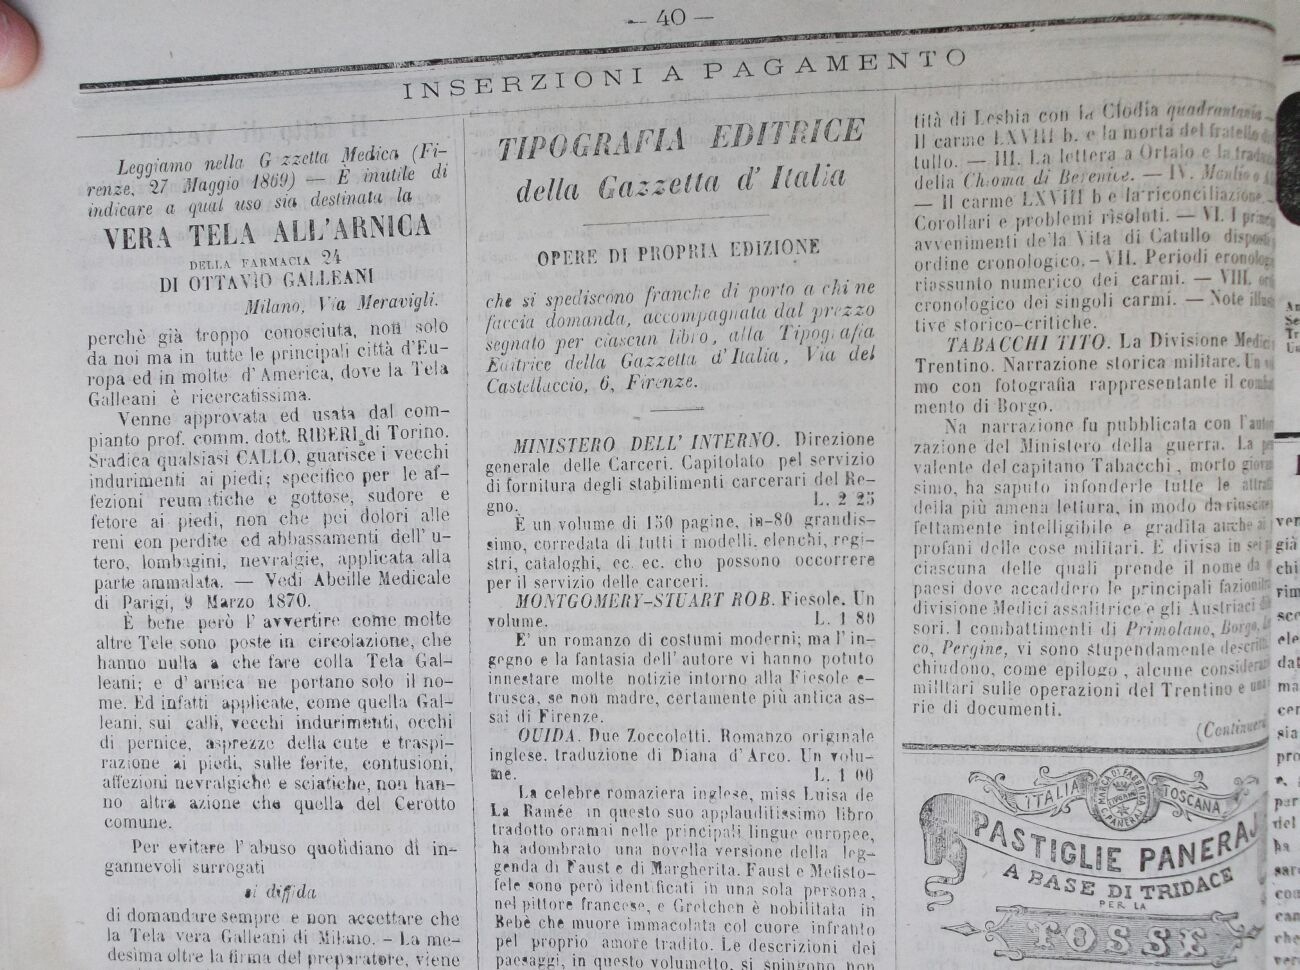 — 40 —
INSERZIONI A PAGAMENTO
Leggiamo nella G zzetta Medica (Fi-
renze, 27 Maggio 1869) — È inutile di
indicare a qual uso sia destinata la
VERA TELA ALL'ARNICA
DELLA FARMACIA 24
DI OTTAVIO GALLEANI
Milano, Via Meravigli.
perchè già troppo conosciuta, non solo
da noi ma in tutte le principali città d'Eu-
ropa ed in molte d'America, dove la Tela
Galleani è ricercatissima.
Venne approvata ed usata dal com-
pianto prof. comm. dott. RIBERI di Torino.
Sradica qualsiasi CALLO, guarisce i vecchi
indurimenti ai piedi; specifico per le af-
fezioni reumatiche e gottose, sudore e
fetore ai piedi, non che pei dolori alle
reni con perdite ed abbassamenti dell'u-
tero, lombagini, nevralgie, applicata alla
parte ammalata. — Vedi Abeille Medicale
di Parigi, 9 Marzo 1870.
È bene però l'avvertire come molte
altre Tele sono poste in circolazione, che
hanno nulla a che fare colla Tela Gal-
leani; e d'arnica ne portano solo il no-
me. Ed infatti applicate, come quella Gal-
leani, sui calli, vecchi indurimenti, occhi
di pernice, asprezze della cute e traspi-
razione ai piedi, sulle ferite, contusioni,
affezioni nevralgiche e sciatiche, non han-
no altra azione che quella del Cerotto
comune.
Per evitare l'abuso quotidiano di in-
gannevoli surrogati
si diffida
di domandare sempre e non accettare che
la Tela vera Galleani di Milano. - La me-
desima oltre la firma del preparatore, viene
TIPOGRAFIA EDITRICE
della Gazzetta d'Italia
OPERE DI PROPRIA EDIZIONE
che si spediscono franche di porto a chi ne
faccia domanda, accompagnata dal prezzo
segnato per ciascun libro, alla Tipografia
Editrice della Gazzetta d'Italia, Via del
Castellaccio, 6, Firenze.
MINISTERO DELL'INTERNO. Direzione
generale delle Carceri. Capitolato pel servizio
di fornitura degli stabilimenti carcerari del Re-
gno. L. 2 25
È un volume di 150 pagine, in-80 grandis-
simo, corredata di tutti i modelli, elenchi, regi-
stri, cataloghi, ec. ec. cho possono occorrere
per il servizio delle carceri.
MONTGOMERY-STUART ROB. Fiesole. Un
volume. L. 1 80
E' un romanzo di costumi moderni; ma l'in-
gegno e la fantasia dell'autore vi hanno potuto
innestare molte notizie intorno alla Fiesole e-
trusca, se non madre, certamente più antica as-
sai di Firenze.
OUIDA. Due Zoccoletti. Romanzo originale
inglese, traduzione di Diana d'Arco. Un volu-
me. L. 1 00
La celebre romaziera inglese, miss Luisa de
La Ramée in questo suo applauditissimo libro
tradotto oramai nelle principali lingue europee,
ha adombrato una novella versione della leg-
genda di Faust e di Margherita. Faust e Mefisto-
fele sono però identificati in una sola persona,
nel pittore francese, e Gretchen è nobilitata in
Bebè che muore immacolata col cuore infranto
pel proprio amore tradito. Le descrizioni dei
paesaggi, in questo volumetto, si spingono non
tità di Lesbia con la Clodia quadrantaria
Il carme LXVIII b. e la morta del fratello
tullo. — III. La lettera a Ortalo e la
della Chioma di Berenice. — IV. Manlio
— Il carme LXVIII b e la riconciliazione
Corollari e problemi risoluti. — VI. I
avvenimenti de'la Vita di Catullo
ordine cronologico. - VII. Periodi
riassunto numerico dei carmi. — VIII.
cronologico dei singoli carmi. — Note
tive storico-critiche.
TABACCHI TITO. La Divisione Medic
Trentino. Narrazione storica militare. Un
mo con fotografia rappresentante il
mento di Borgo.
Na narrazione fu pubblicata con l'
zazione del Ministero della guerra. La
valente del capitano Tabacchi, morto
simo, ha saputo infonderle tutte le
della più amena lettura, in modo da
fettamente intelligibile e gradita anche ai
profani delle cose militari. È divisa in sei
ciascuna delle quali prende il nome da
paesi dove accaddero le principali
divisione Medici assalitrice e gli Austriaci
sori. I combattimenti di Primolano, Borgo,
co, Pergine, vi sono stupendamente
chiudono, come epilogo, alcune
militari sulle operazioni del Trentino e una
rie di documenti.
(Continua
ITALIA
MARCA DI FABBRICA
TOSCANA
PASTIGLIE PANERAJ
A BASE DI TRIDACE
PER LA
TOSSE